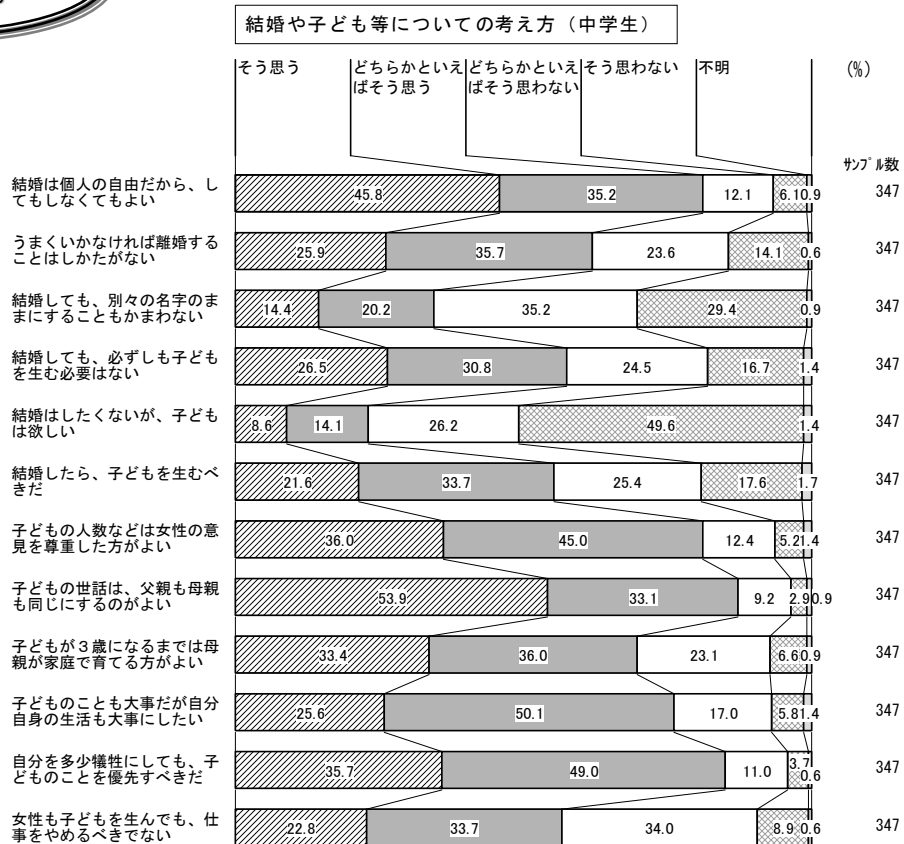 結婚や子ども等についての考え方（中学生）
そう思う
どちらかといえ
ばそう思う
どちらかといえ
ばそう思わない
そう思わない
不明
(%)
ｻﾝﾌﾟﾙ数
結婚は個人の自由だから、し
てもしなくてもよい
45.8 35.2 12.1 6.1 0.9 347
うまくいかなければ離婚する
ことはしかたがない
25.9 35.7 23.6 14.1 0.6 347
結婚しても、別々の名字のま
まにすることもかまわない
14.4 20.2 35.2 29.4 0.9 347
結婚しても、必ずしも子ども
を生む必要はない
26.5 30.8 24.5 16.7 1.4 347
結婚はしたくないが、子ども
は欲しい
8.6 14.1 26.2 49.6 1.4 347
結婚したら、子どもを生むべ
きだ
21.6 33.7 25.4 17.6 1.7 347
子どもの人数などは女性の意
見を尊重した方がよい
36.0 45.0 12.4 5.2 1.4 347
子どもの世話は、父親も母親
も同じにするのがよい
53.9 33.1 9.2 2.9 0.9 347
子どもが３歳になるまでは母
親が家庭で育てる方がよい
33.4 36.0 23.1 6.6 0.9 347
子どものことも大事だが自分
自身の生活も大事にしたい
25.6 50.1 17.0 5.8 1.4 347
自分を多少犠牲にしても、子
どものことを優先すべきだ
35.7 49.0 11.0 3.7 0.6 347
女性も子どもを生んでも、仕
事をやめるべきでない
22.8 33.7 34.0 8.9 0.6 347